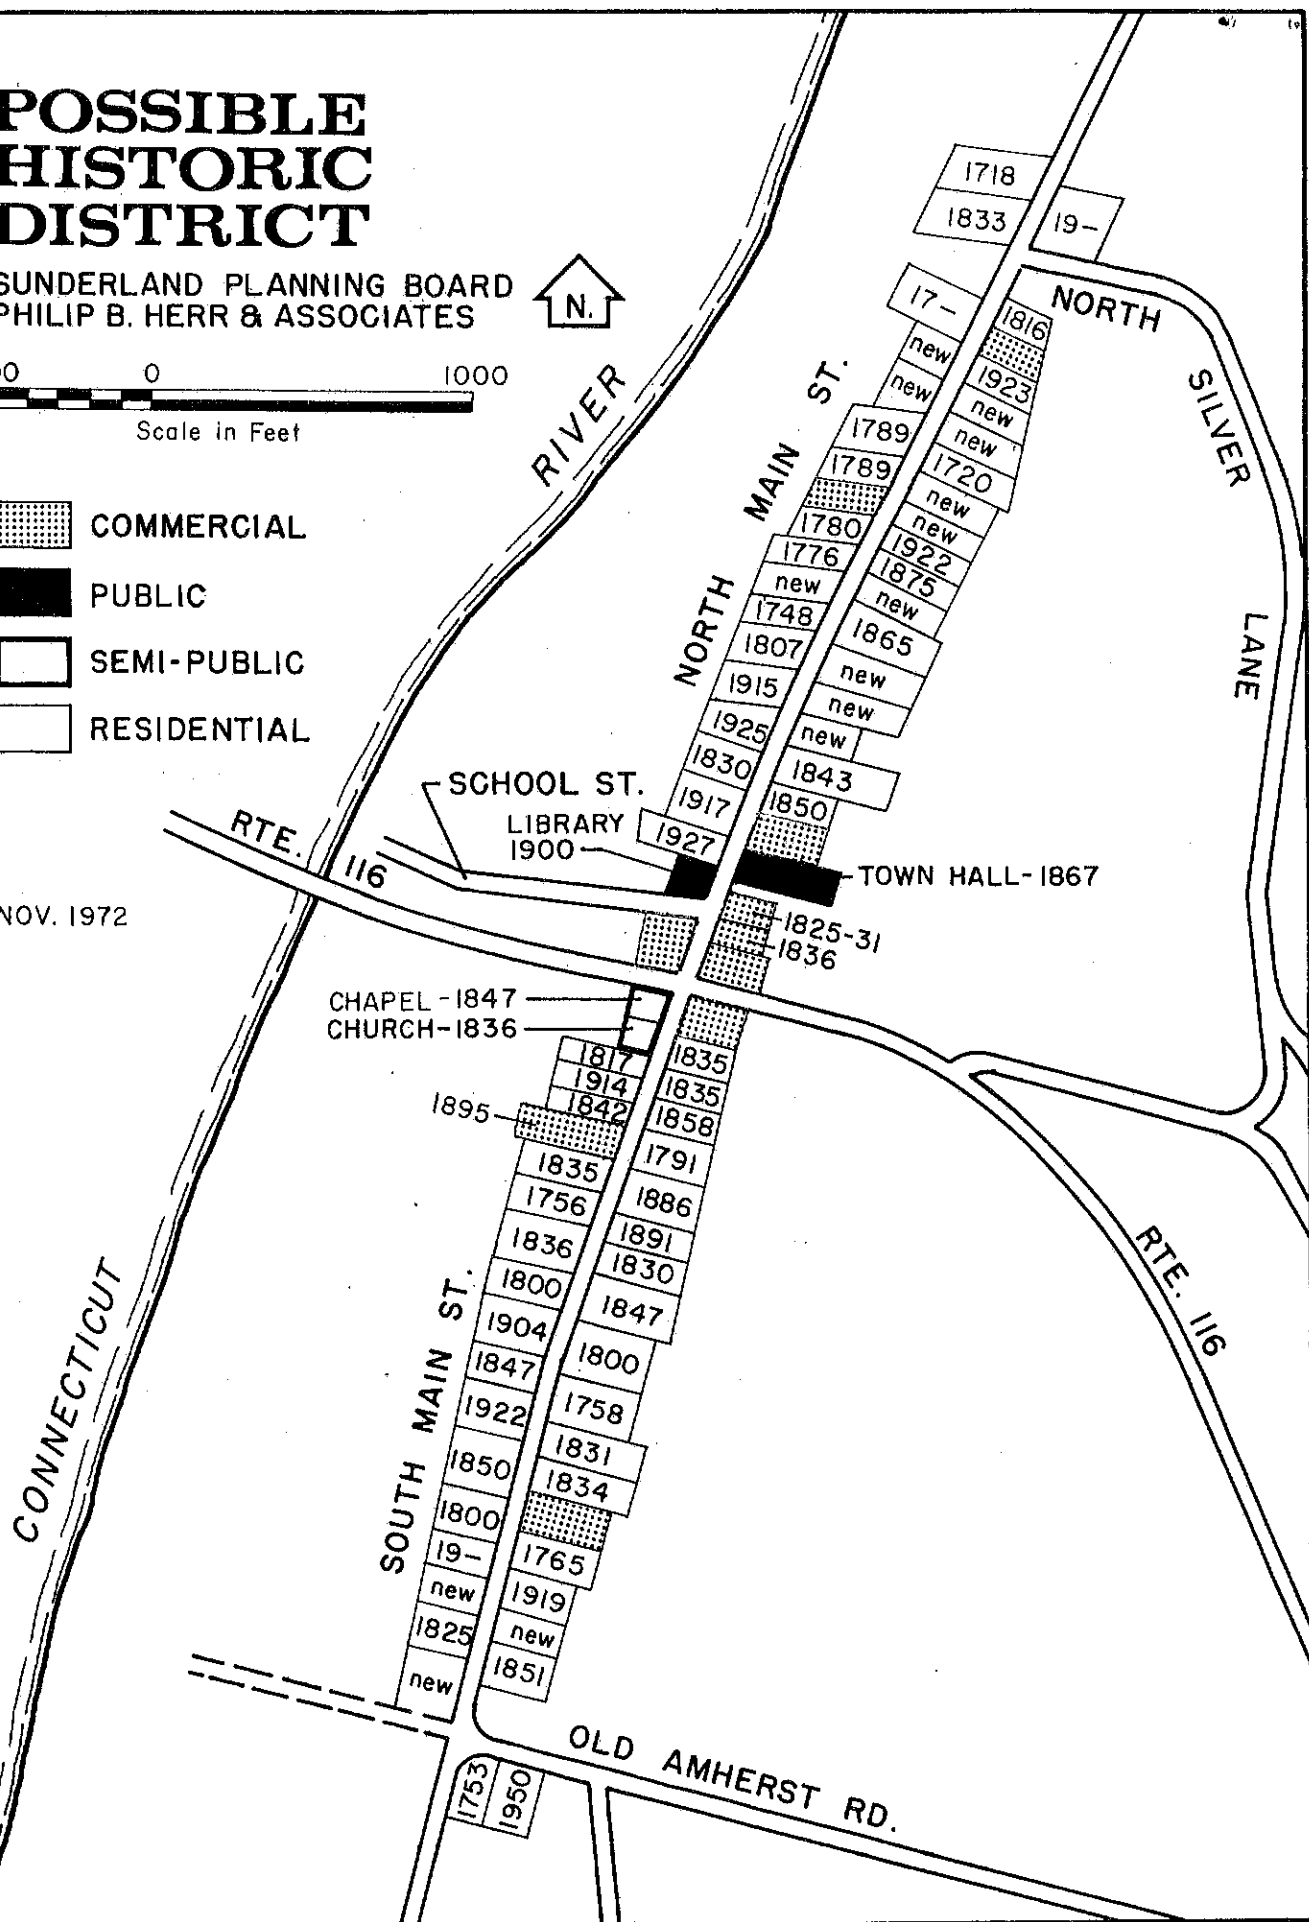 POSSIBLE
HISTORIC
DISTRICT
SUNDERLAND PLANNING BOARD
PHILIP B. HERR & ASSOCIATES
N.
00 0 1000
Scale in Feet
COMMERCIAL
PUBLIC
SEMI-PUBLIC
RESIDENTIAL
NOV. 1972
CONNECTICUT
RIVER
NORTH MAIN ST.
NORTH SILVER LANE
SCHOOL ST.
LIBRARY
1900
RTE. 116
TOWN HALL-1867
1825-31
1836
CHAPEL-1847
CHURCH-1836
1895
SOUTH MAIN ST.
RTE. 116
OLD AMHERST RD.
1718
1833
17-
new
new
1789
1789
1780
1776
new
1748
1807
1915
1925
1830
1917
1927
19-
1816
1923
new
new
1720
new
new
1922
1875
new
1865
new
new
new
1843
1850
1817
1914
1842
1835
1756
1836
1800
1904
1847
1922
1850
1800
19-
new
1825
new
1835
1835
1858
1791
1886
1891
1830
1847
1800
1758
1831
1834
1765
1919
new
1851
1753
1950